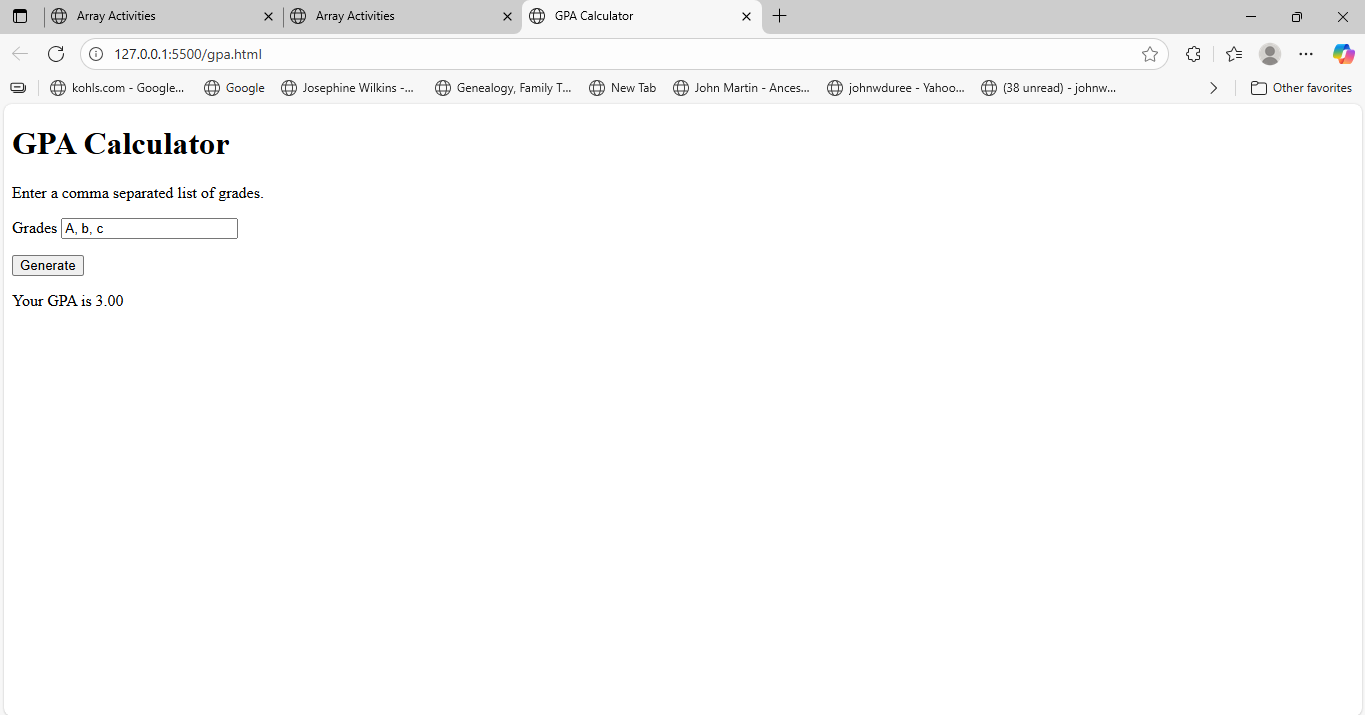 Array Activities
Array Activities
GPA Calculator
127.0.0.1:5500/gpa.html
kohls.com - Google...
Google
Josephine Wilkins -...
Genealogy, Family T...
New Tab
John Martin - Ances...
johnwduree - Yahoo...
(38 unread) - johnw...
Other favorites
GPA Calculator
Enter a comma separated list of grades.
Grades A, b, c
Generate
Your GPA is 3.00